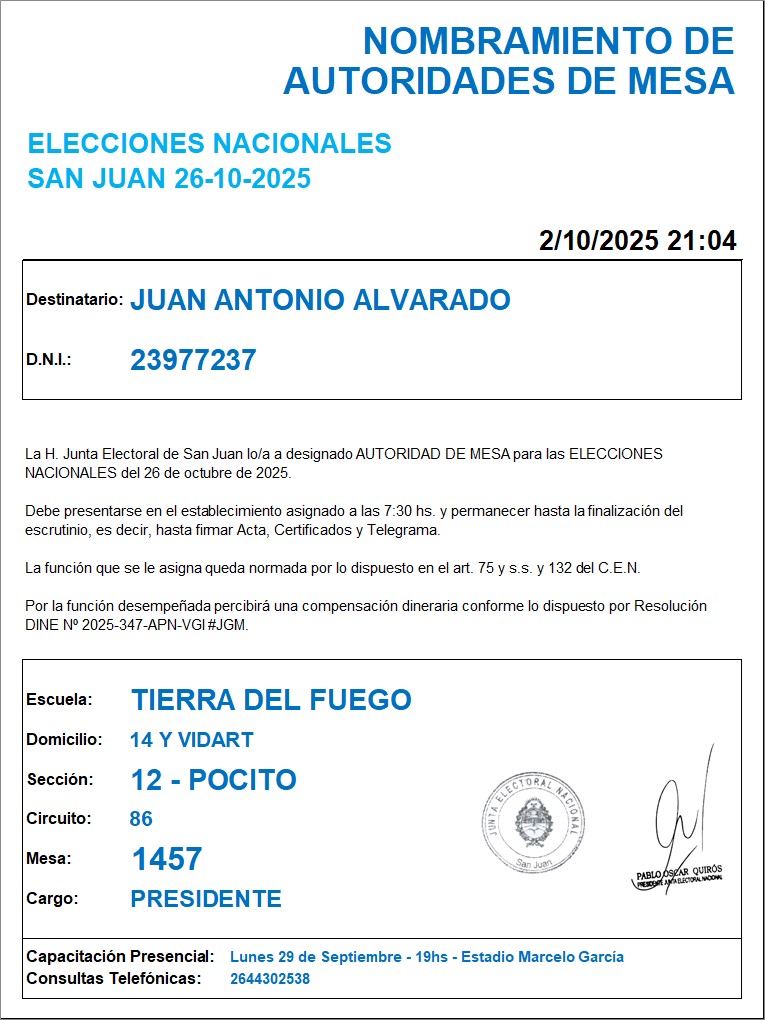 NOMBRAMIENTO DE
AUTORIDADES DE MESA
ELECCIONES NACIONALES
SAN JUAN 26-10-2025
2/10/2025 21:04
Destinatario: JUAN ANTONIO ALVARADO
D.N.I.: 23977237
La H. Junta Electoral de San Juan lo/a a designado AUTORIDAD DE MESA para las ELECCIONES
NACIONALES del 26 de octubre de 2025.
Debe presentarse en el establecimiento asignado a las 7:30 hs. y permanecer hasta la finalización del
escrutinio, es decir, hasta firmar Acta, Certificados y Telegrama.
La función que se le asigna queda normada por lo dispuesto en el art. 75 y s.s. y 132 del C.E.N.
Por la función desempeñada percibirá una compensación dineraria conforme lo dispuesto por Resolución
DINE Nº 2025-347-APN-VGI#JGM.
Escuela: TIERRA DEL FUEGO
Domicilio: 14 Y VIDART
Sección: 12 - POCITO
Circuito: 86
Mesa: 1457
Cargo: PRESIDENTE
JUNTA ELECTORAL NACIONAL
San Juan
PABLO OSCAR QUIRÓS
PRESIDENTE JUNTA ELECTORAL NACIONAL
Capacitación Presencial: Lunes 29 de Septiembre - 19hs - Estadio Marcelo García
Consultas Telefónicas: 2644302538